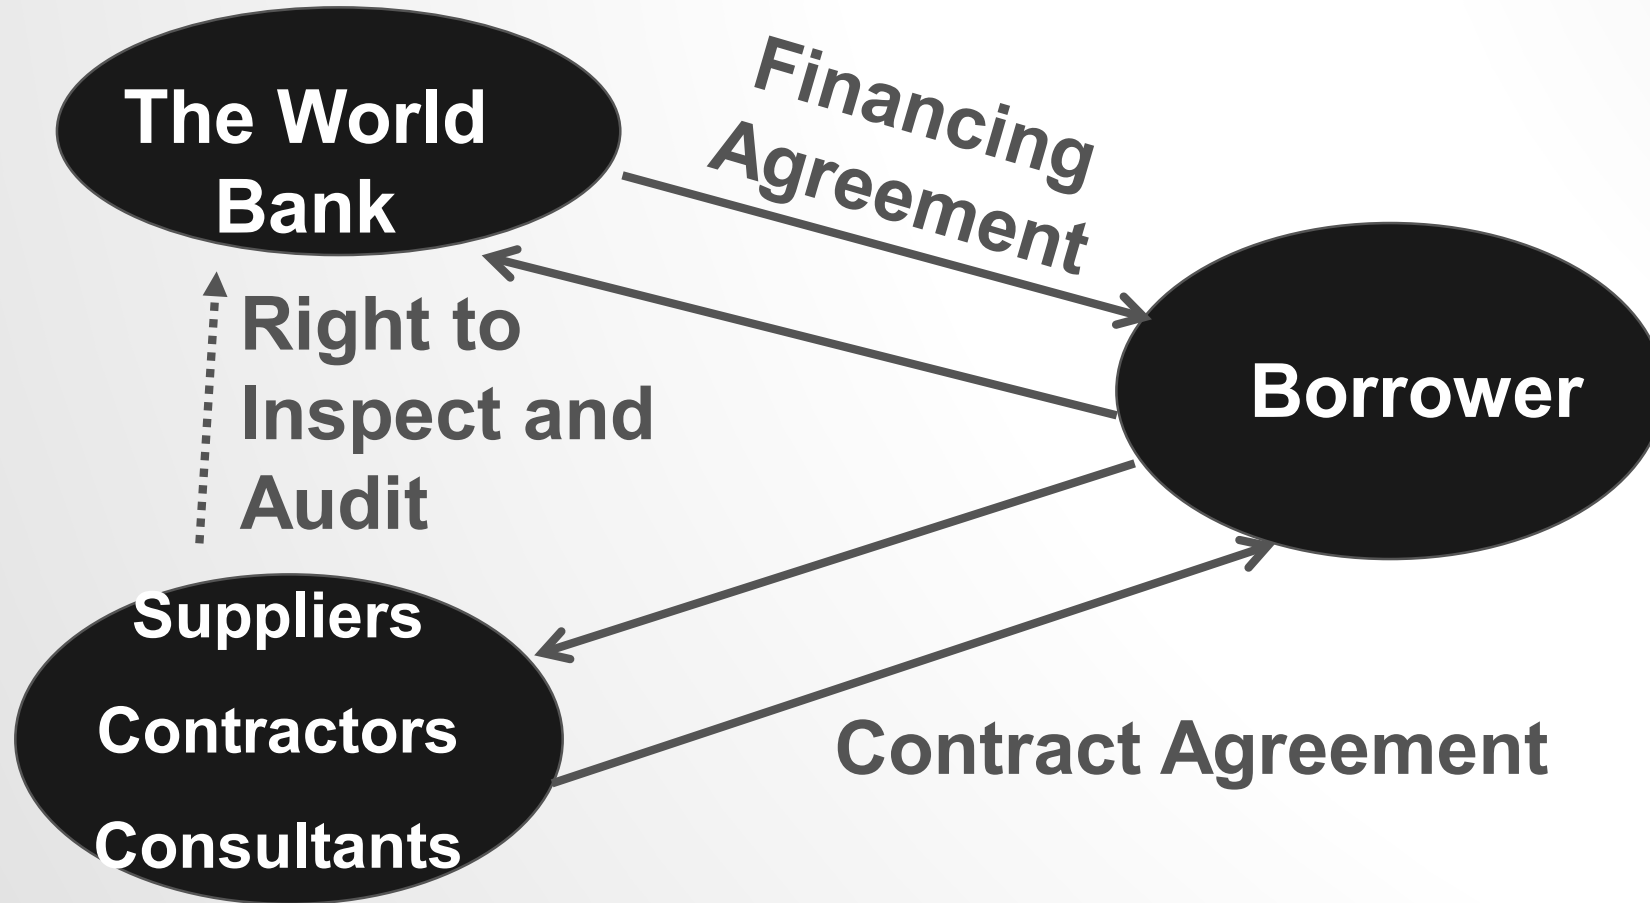 The World
Bank
Financing
Agreement
Right to
Inspect and
Audit
Borrower
Suppliers
Contractors
Consultants
Contract Agreement